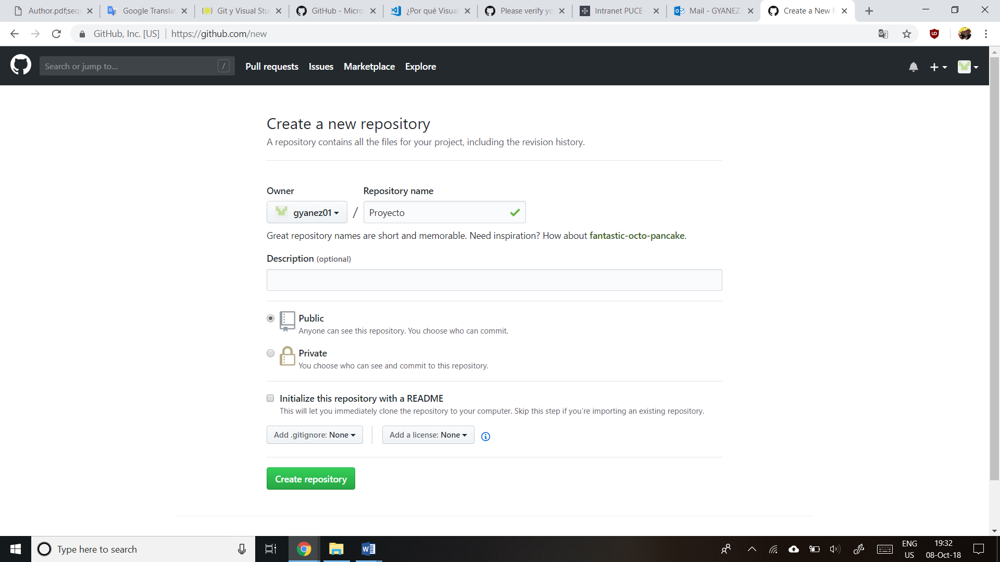 Author.pdf;seq
Google Translat
Git y Visual Stu
GitHub - Micro
¿Por qué Visual
Please verify yo
Intranet PUCE -
Mail - GYANEZ
Create a New R
GitHub, Inc. [US]
https://github.com/new
Search or jump to...
/
Pull requests
Issues
Marketplace
Explore
Create a new repository
A repository contains all the files for your project, including the revision history.
Owner
Repository name
gyanez01
/
Proyecto
Great repository names are short and memorable. Need inspiration? How about fantastic-octo-pancake.
Description (optional)
Public
Anyone can see this repository. You choose who can commit.
Private
You choose who can see and commit to this repository.
Initialize this repository with a README
This will let you immediately clone the repository to your computer. Skip this step if you’re importing an existing repository.
Add .gitignore: None
Add a license: None
Create repository
Type here to search
ENG
US
19:32
08-Oct-18